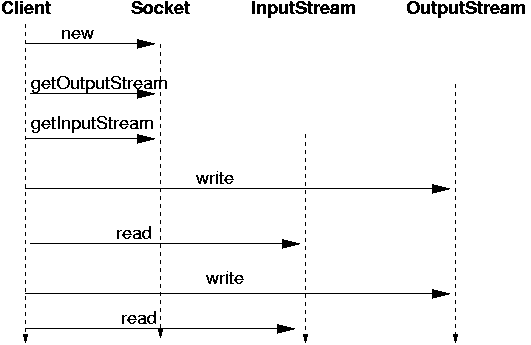 Client Socket InputStream OutputStream
new
getOutputStream
getInputStream
write
read
write
read